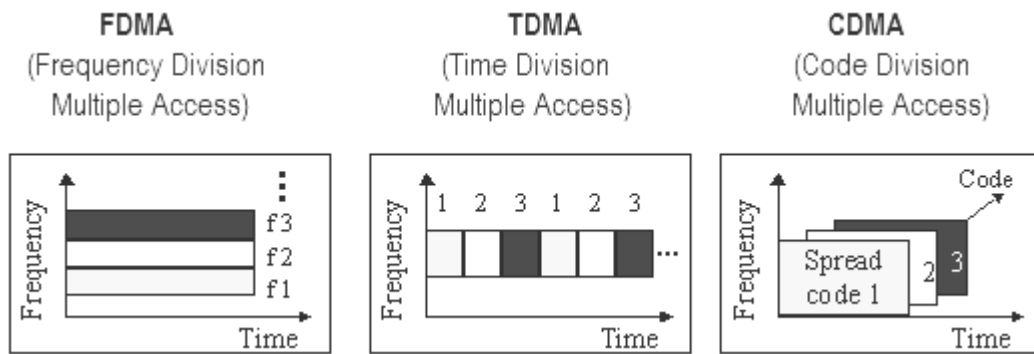 FDMA
(Frequency Division
Multiple Access)
TDMA
(Time Division
Multiple Access)
CDMA
(Code Division
Multiple Access)
Frequency
f3
f2
f1
Time
Frequency
1 2 3 1 2 3
...
Time
Frequency
Code
Spread
code 1
2
3
Time